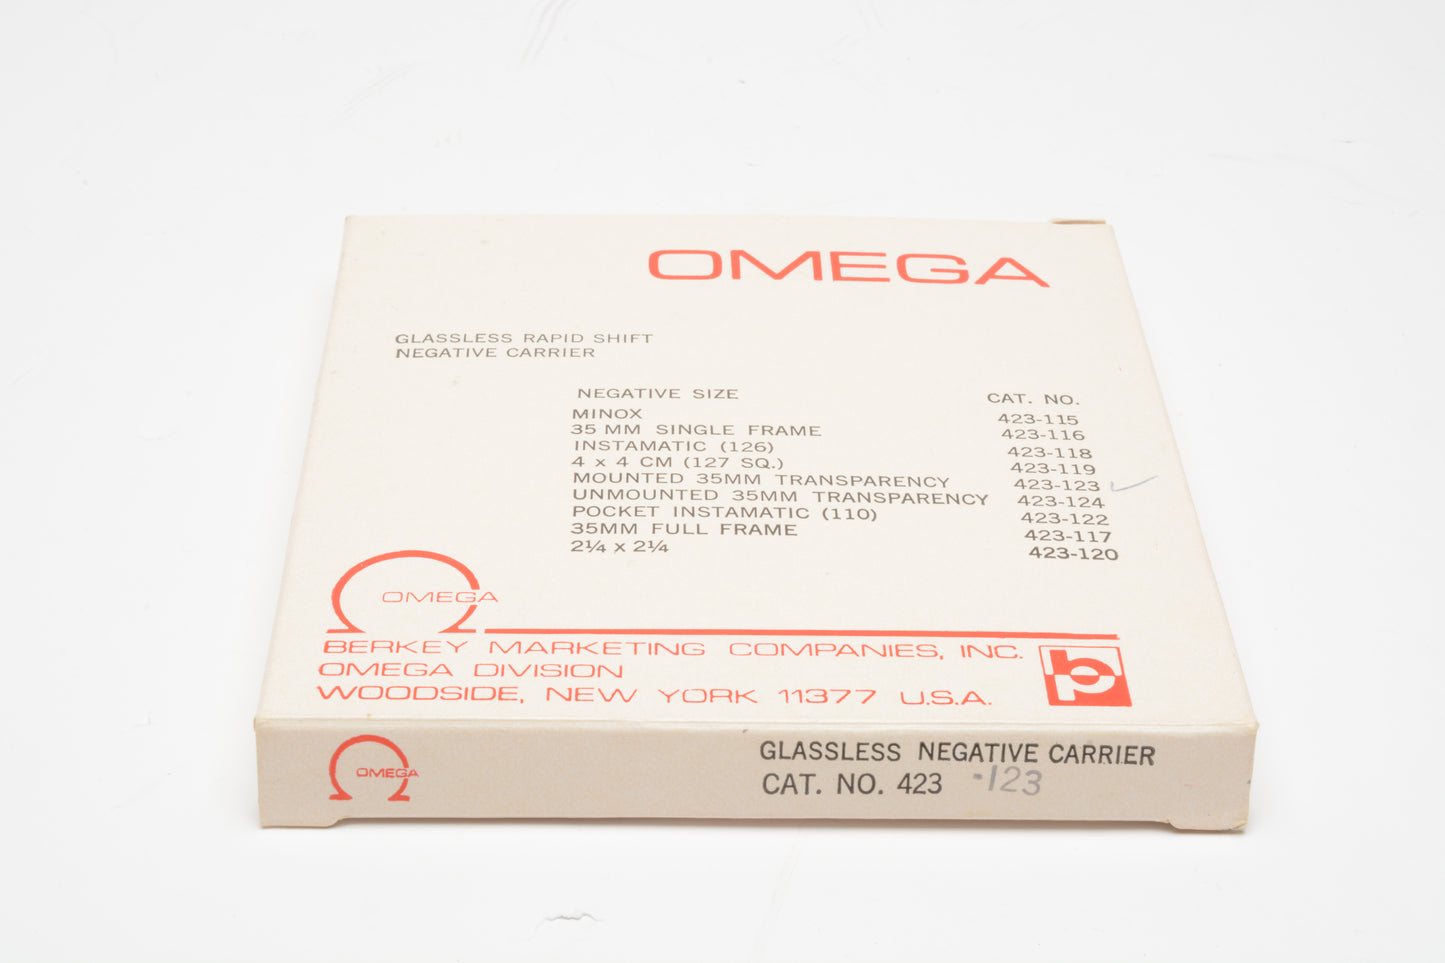 OMEGA
GLASSLESS RAPID SHIFT
NEGATIVE CARRIER
NEGATIVE SIZE CAT. NO.
MINOX 423-115
35 MM SINGLE FRAME 423-116
INSTAMATIC (126) 423-118
4 x 4 CM (127 SQ.) 423-119
MOUNTED 35MM TRANSPARENCY 423-123
UNMOUNTED 35MM TRANSPARENCY 423-124
POCKET INSTAMATIC (110) 423-122
35MM FULL FRAME 423-117
2¼ x 2¼ 423-120
OMEGA
BERKEY MARKETING COMPANIES, INC.
OMEGA DIVISION
WOODSIDE, NEW YORK 11377 U.S.A.
bp
OMEGA
GLASSLESS NEGATIVE CARRIER
CAT. NO. 423 -123